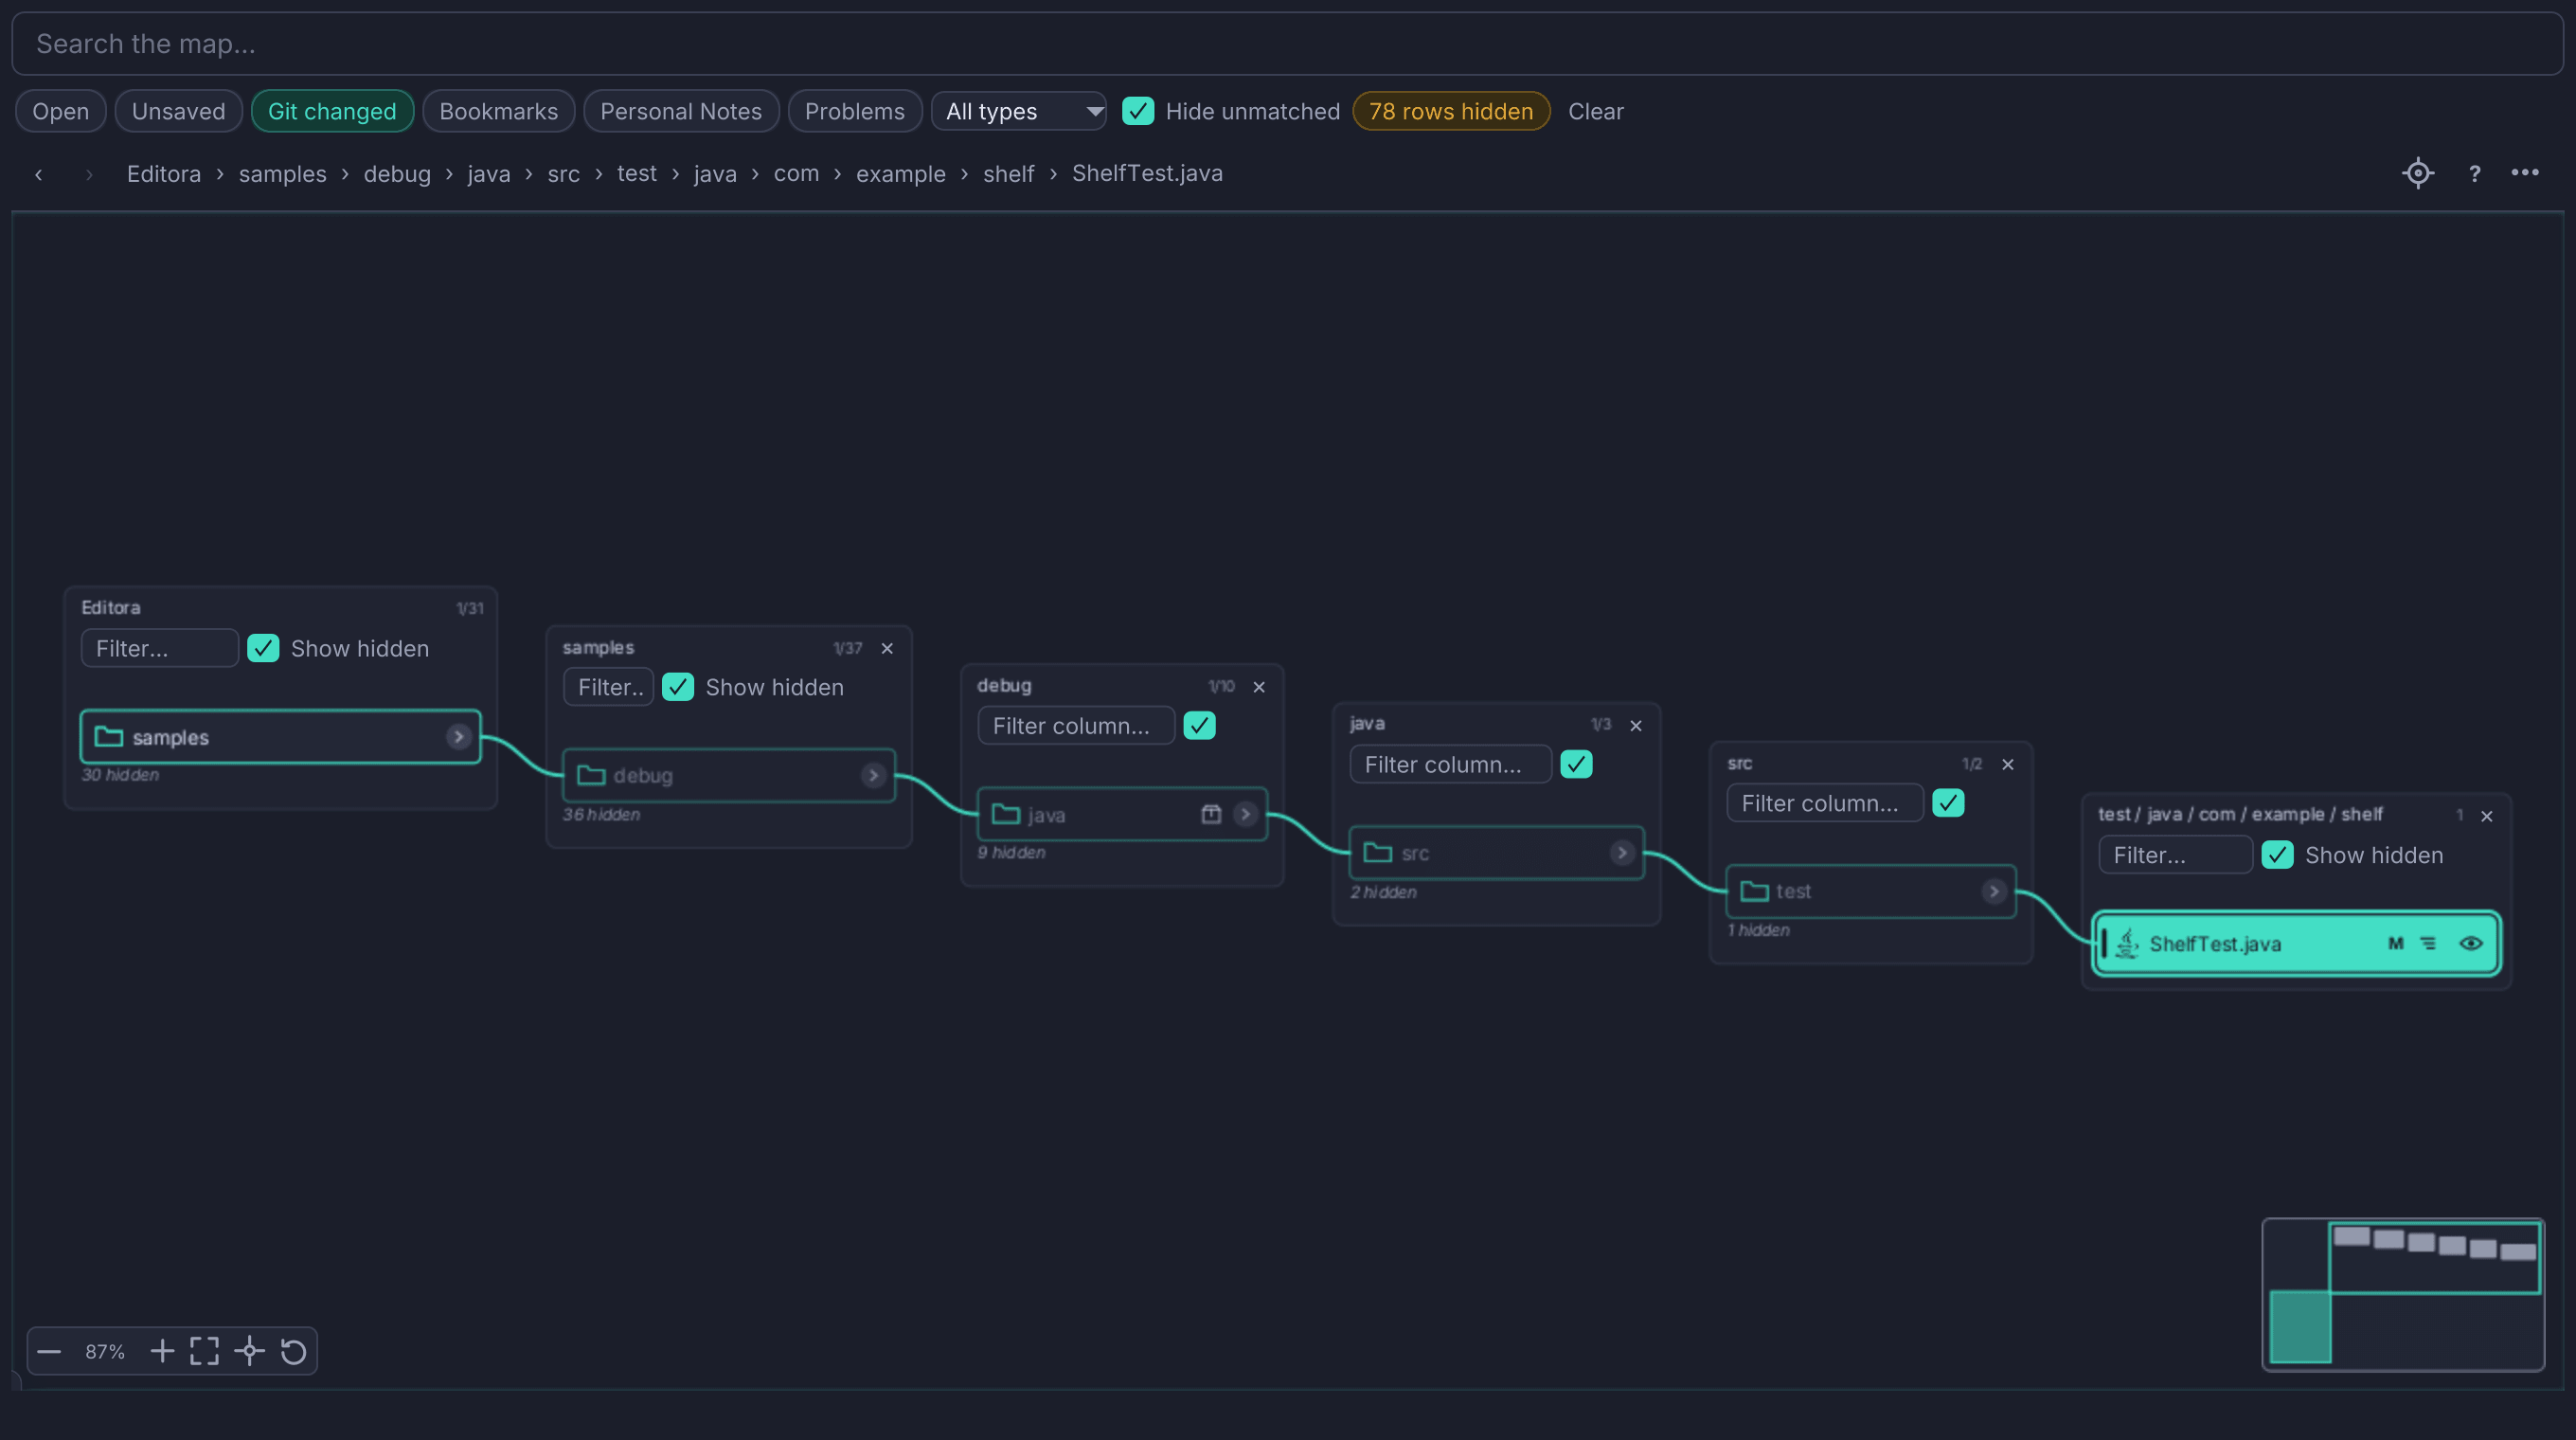 Search the map...
Open Unsaved Git changed Bookmarks Personal Notes Problems All types Hide unmatched 78 rows hidden Clear
‹ › Editora › samples › debug › java › src › test › java › com › example › shelf › ShelfTest.java ? •••
Editora 1/31
Filter... Show hidden
samples
30 hidden
samples 1/37 ×
Filter.. Show hidden
debug
36 hidden
debug 1/10 ×
Filter column...
java
9 hidden
java 1/3 ×
Filter column...
src
2 hidden
src 1/2 ×
Filter column...
test
1 hidden
test / java / com / example / shelf 1 ×
Filter... Show hidden
ShelfTest.java M
87%